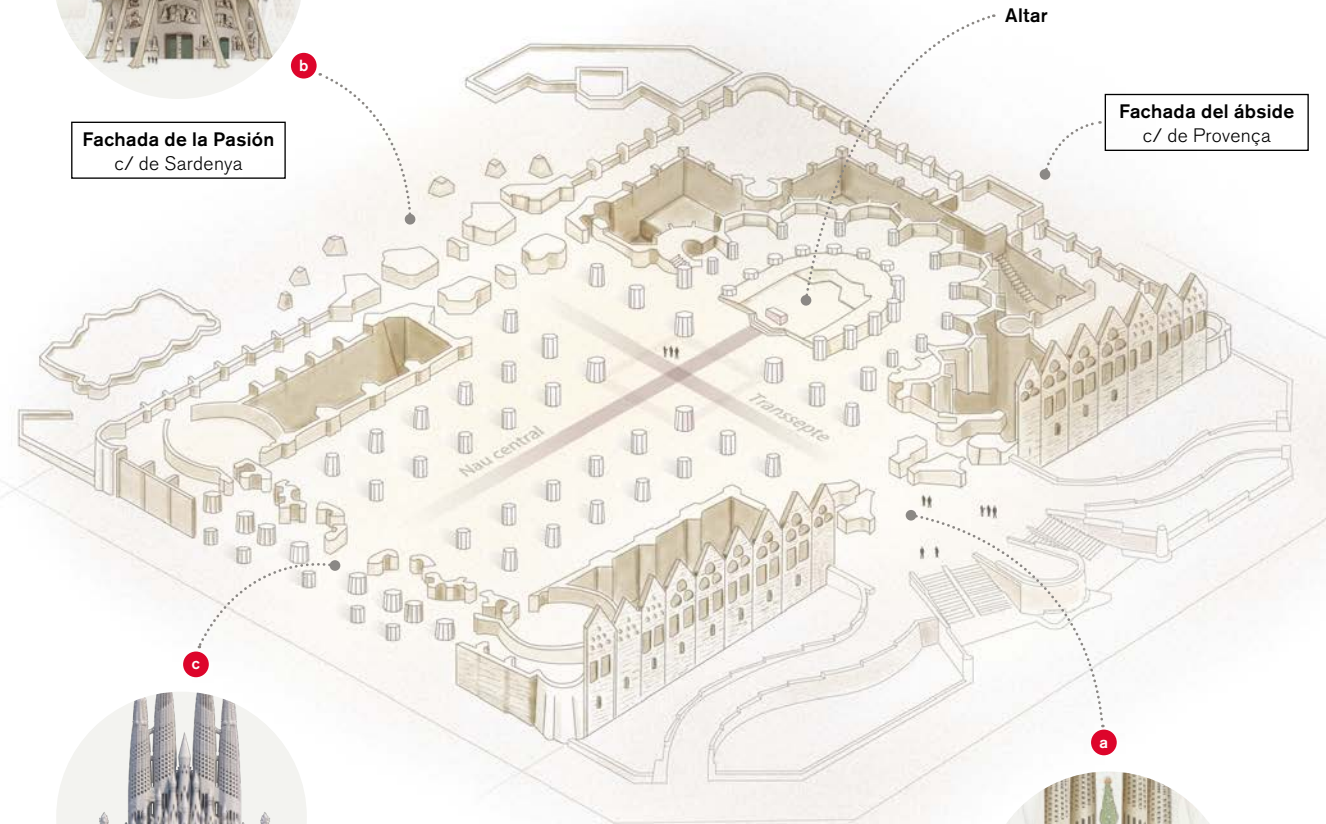 Altar
b
Fachada de la Pasión
c/ de Sardenya
Fachada del ábside
c/ de Provença
Nau central
Transsepte
c
a